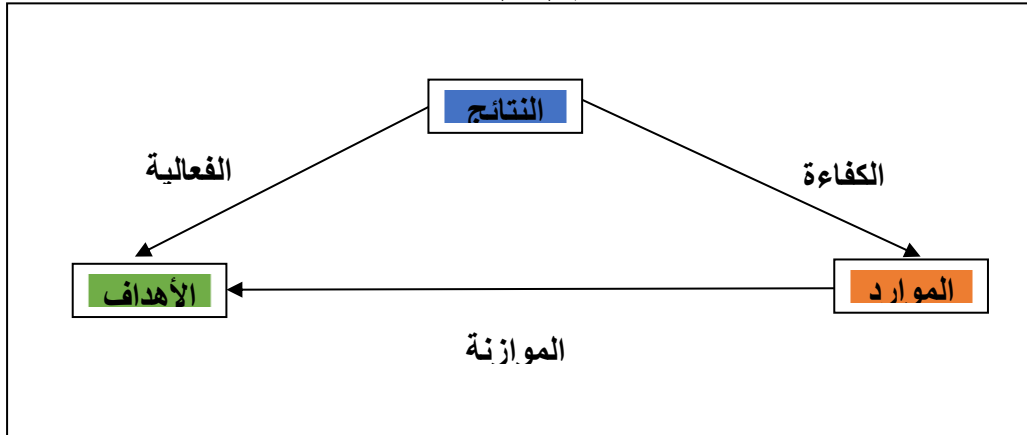 النتائج
الكفاءة
الفعالية
الموارد
الأهداف
الموازنة